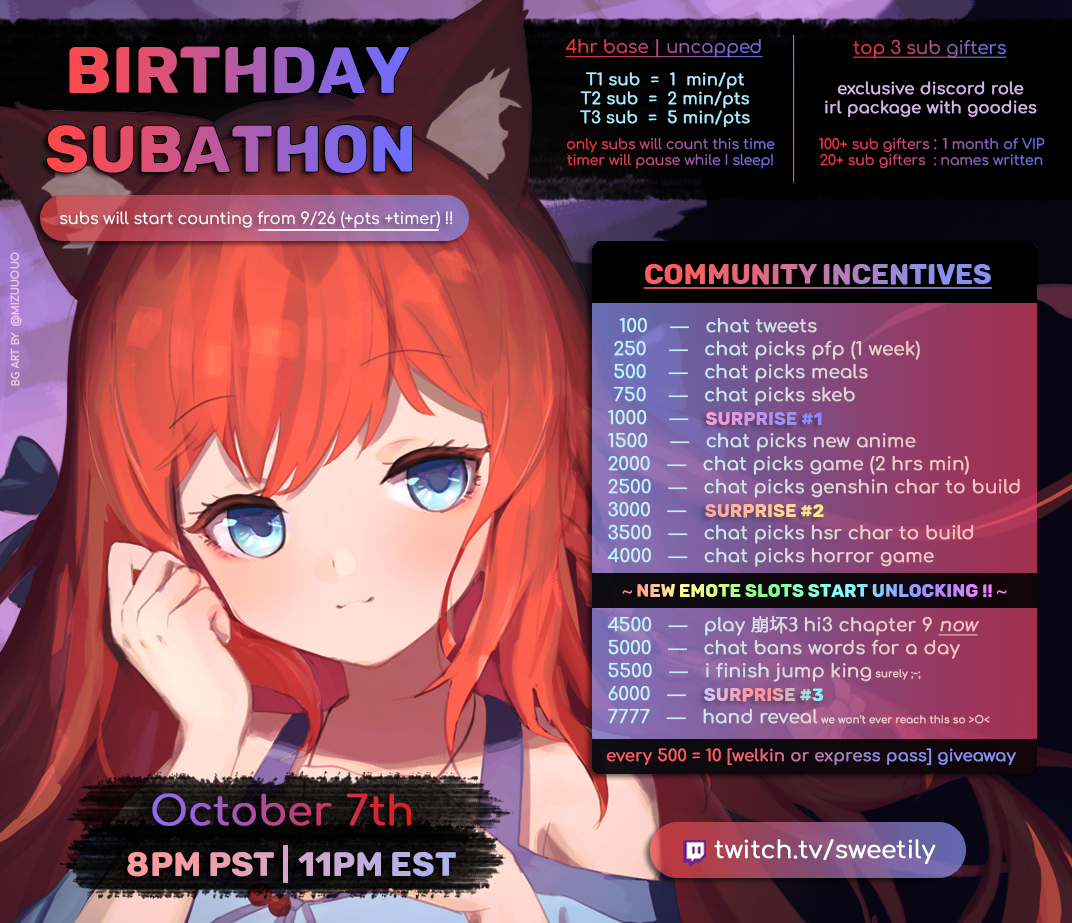 BIRTHDAY
SUBATHON
subs will start counting from 9/26 (+pts +timer) !!
4hr base | uncapped
T1 sub = 1 min/pt
T2 sub = 2 min/pts
T3 sub = 5 min/pts
only subs will count this time
timer will pause while I sleep!
top 3 sub gifters
exclusive discord role
irl package with goodies
100+ sub gifters : 1 month of VIP
20+ sub gifters : names written
BG ART BY @MIZUUOUO
COMMUNITY INCENTIVES
100 — chat tweets
250 — chat picks pfp (1 week)
500 — chat picks meals
750 — chat picks skeb
1000 — SURPRISE #1
1500 — chat picks new anime
2000 — chat picks game (2 hrs min)
2500 — chat picks genshin char to build
3000 — SURPRISE #2
3500 — chat picks hsr char to build
4000 — chat picks horror game
~ NEW EMOTE SLOTS START UNLOCKING !! ~
4500 — play 崩坏3 hi3 chapter 9 now
5000 — chat bans words for a day
5500 — i finish jump king surely ;-;
6000 — SURPRISE #3
7777 — hand reveal we won't ever reach this so >O<
every 500 = 10 [welkin or express pass] giveaway
October 7th
8PM PST | 11PM EST
twitch.tv/sweetily